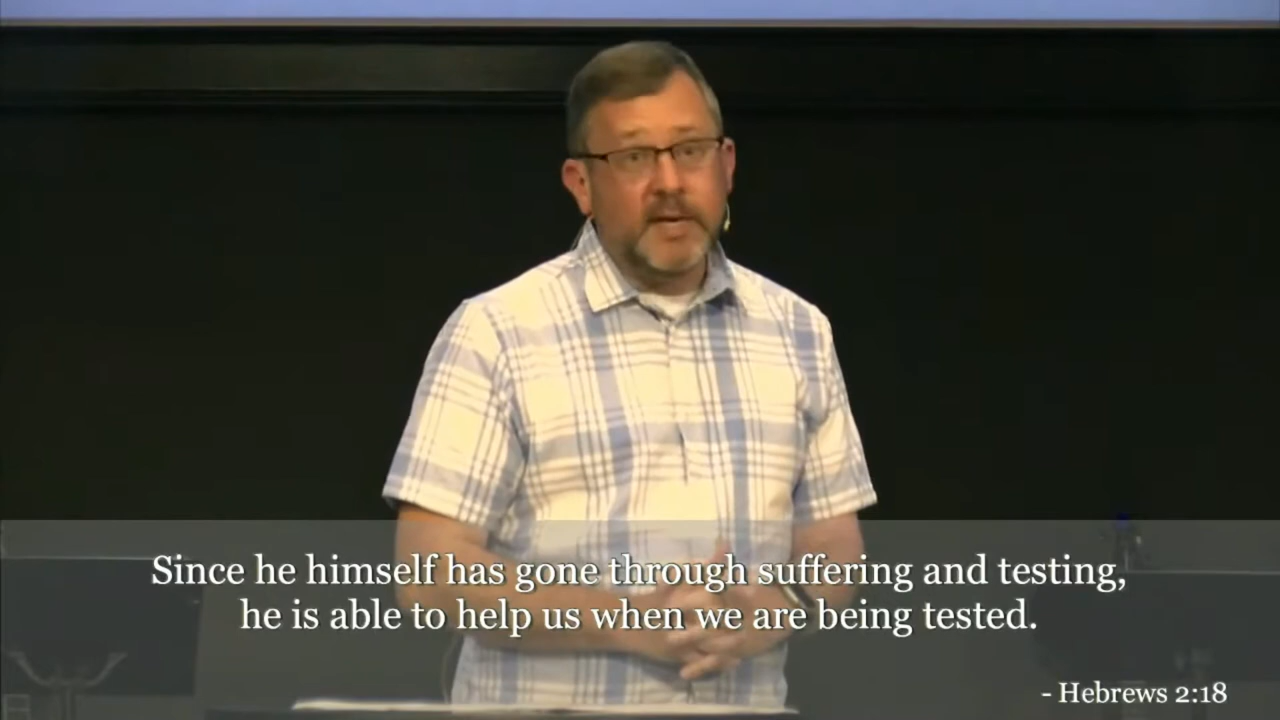 Since he himself has gone through suffering and testing,
he is able to help us when we are being tested.
- Hebrews 2:18